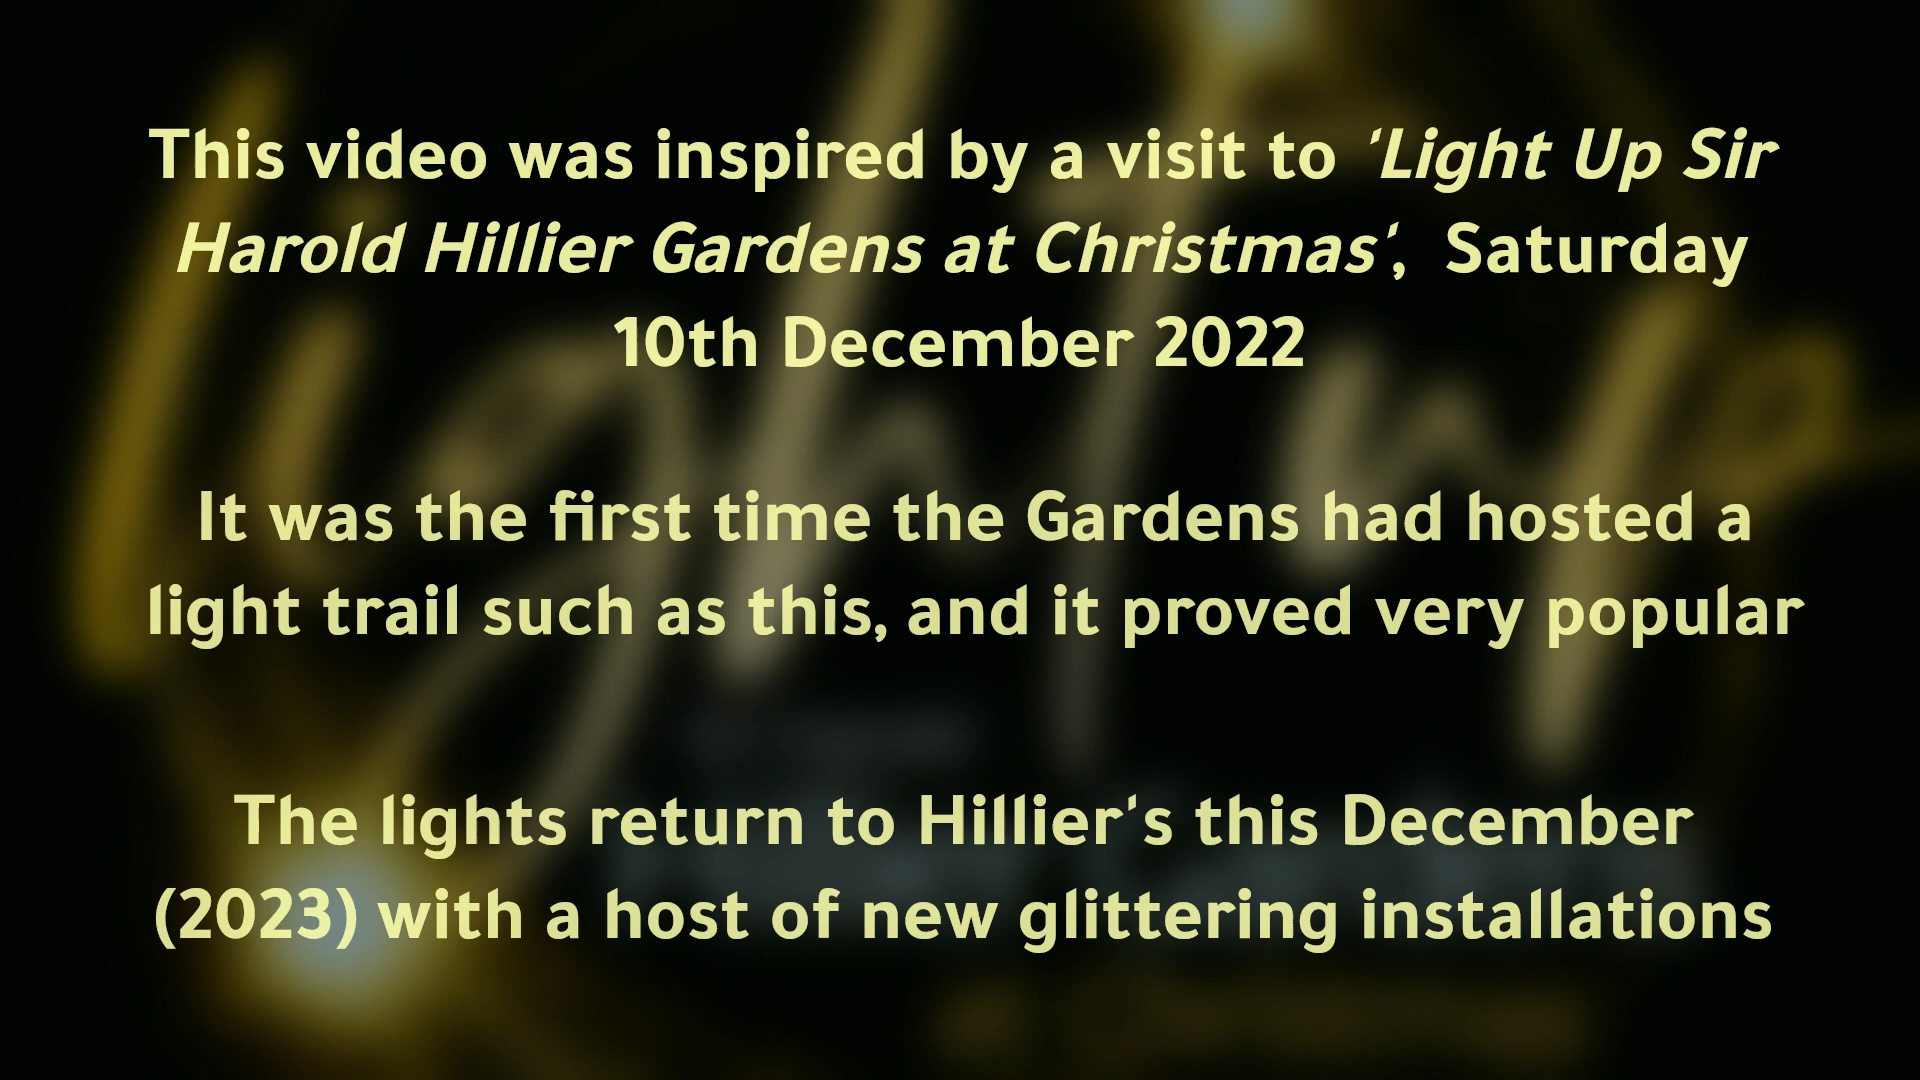 This video was inspired by a visit to 'Light Up Sir
Harold Hillier Gardens at Christmas',  Saturday
10th December 2022
It was the first time the Gardens had hosted a
light trail such as this, and it proved very popular
The lights return to Hillier's this December
(2023) with a host of new glittering installations
light up